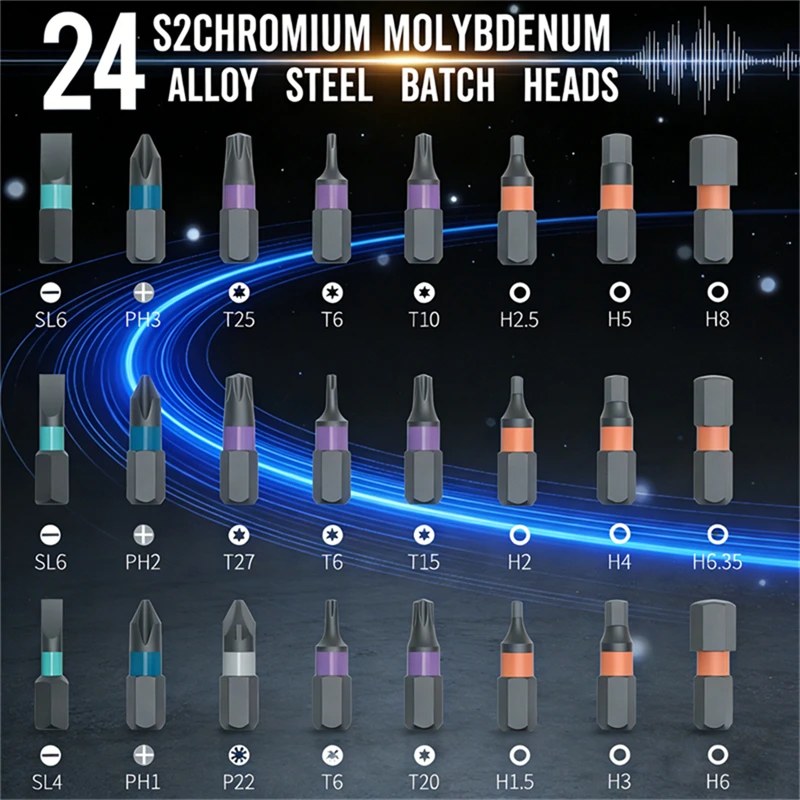 24 S2CHROMIUM MOLYBDENUM
ALLOY STEEL BATCH HEADS
SL6 PH3 T25 T6 T10 H2.5 H5 H8
SL6 PH2 T27 T6 T15 H2 H4 H6.35
SL4 PH1 P22 T6 T20 H1.5 H3 H6